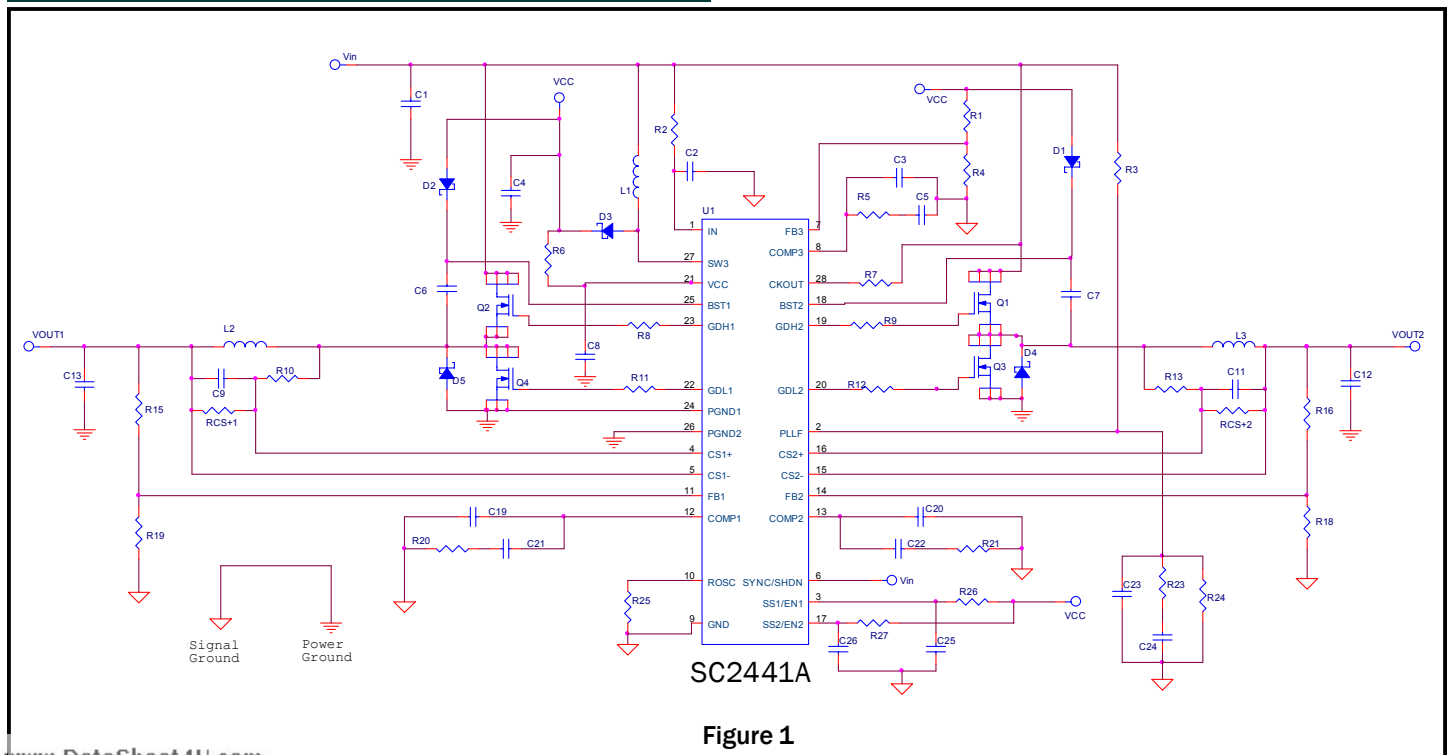 Vin
C1
VCC
VCC
R1
R2
C2
D2
C4
L1
C3
R4
D1
R3
R5
C5
D3
R6
U1
1
IN
FB3
7
COMP3
8
27
SW3
21
VCC
CKOUT
28
R7
C6
Q2
25
BST1
BST2
18
C7
Q1
23
GDH1
GDH2
19
R9
R8
VOUT1
L2
L3
VOUT2
C8
C13
R10
C9
D5
Q4
R11
22
GDL1
GDL2
20
R12
Q3
D4
R13
C11
C12
R15
RCS+1
24
PGND1
RCS+2
R16
26
PGND2
PLLF
2
4
CS1+
CS2+
16
5
CS1-
CS2-
15
11
FB1
FB2
14
C19
12
COMP1
COMP2
13
C20
R18
R19
R20
C21
C22
R21
10
ROSC
SYNC/SHDN
6
Vin
R25
SS1/EN1
3
R26
VCC
9
GND
SS2/EN2
17
R27
C26
C25
C23
R23
R24
C24
Signal
Ground
Power
Ground
SC2441A
Figure 1
www.DataSheet4U.com